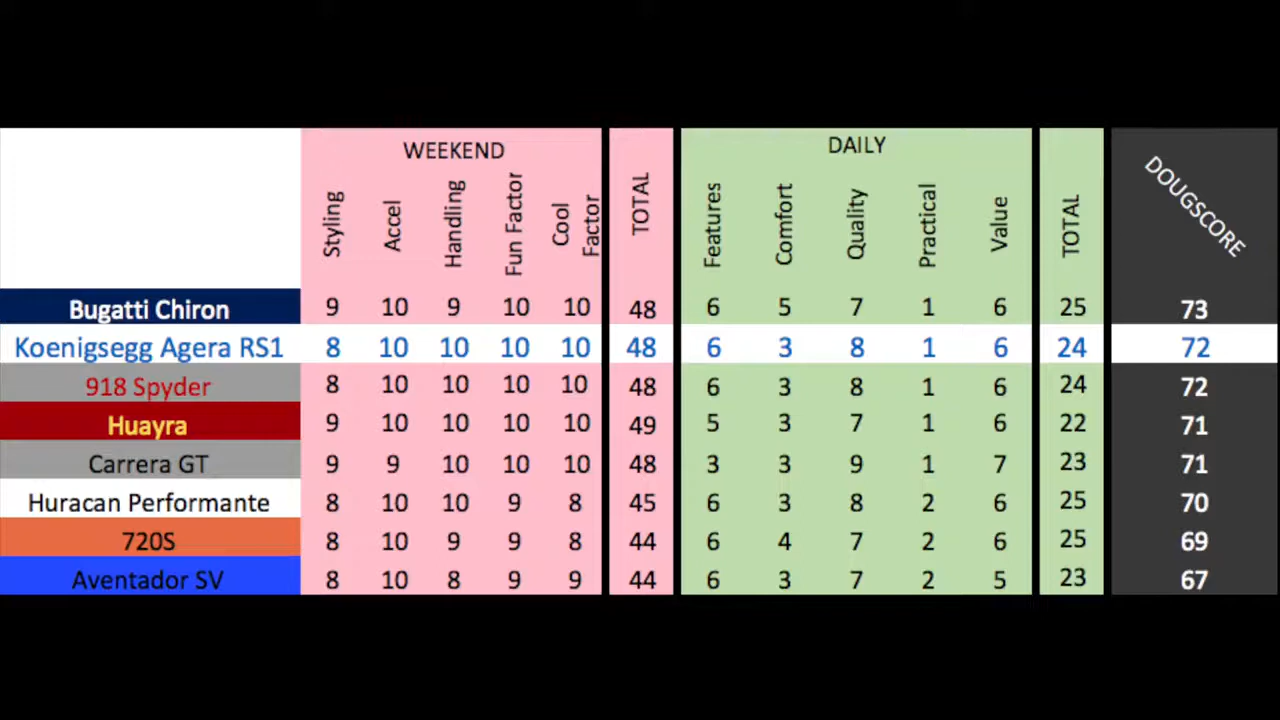 WEEKEND DAILY
Styling Accel Handling Fun Factor Cool Factor TOTAL Features Comfort Quality Practical Value TOTAL DOUGSCORE
Bugatti Chiron 9 10 9 10 10 48 6 5 7 1 6 25 73
Koenigsegg Agera RS1 8 10 10 10 10 48 6 3 8 1 6 24 72
918 Spyder 8 10 10 10 10 48 6 3 8 1 6 24 72
Huayra 9 10 10 10 10 49 5 3 7 1 6 22 71
Carrera GT 9 9 10 10 10 48 3 3 9 1 7 23 71
Huracan Performante 8 10 10 9 8 45 6 3 8 2 6 25 70
720S 8 10 9 9 8 44 6 4 7 2 6 25 69
Aventador SV 8 10 8 9 9 44 6 3 7 2 5 23 67